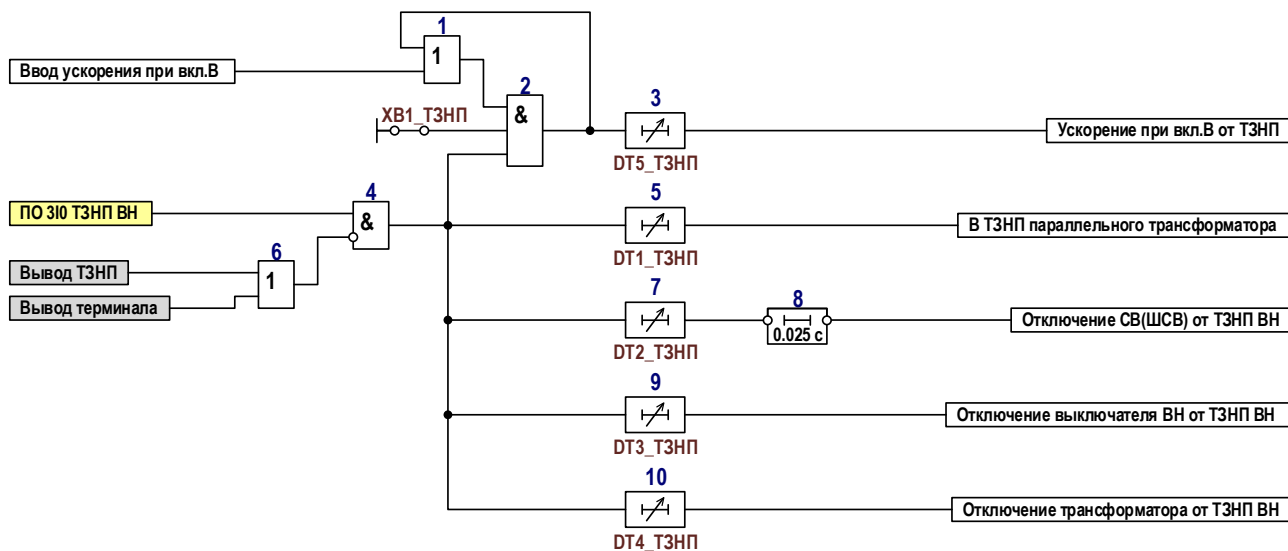 1
1
Ввод ускорения при вкл.В
2
&
XB1_ТЗНП
3
DT5_ТЗНП
Ускорение при вкл.В от ТЗНП
4
&
ПО 3I0 ТЗНП ВН
5
DT1_ТЗНП
В ТЗНП параллельного трансформатора
6
1
Вывод ТЗНП
Вывод терминала
7
DT2_ТЗНП
8
0.025 с
Отключение СВ(ШСВ) от ТЗНП ВН
9
DT3_ТЗНП
Отключение выключателя ВН от ТЗНП ВН
10
DT4_ТЗНП
Отключение трансформатора от ТЗНП ВН